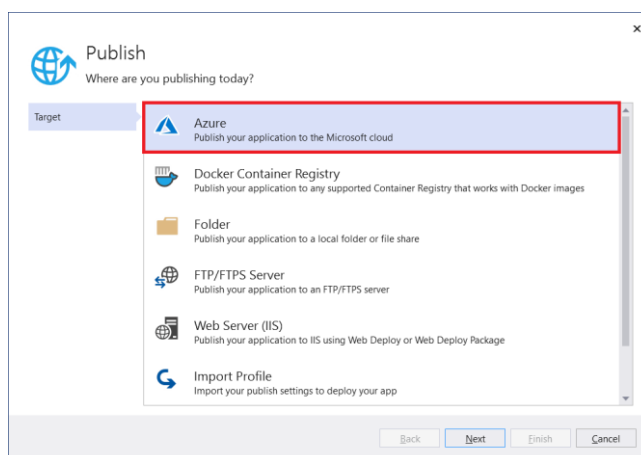 Publish
Where are you publishing today?
Target
Azure
Publish your application to the Microsoft cloud
Docker Container Registry
Publish your application to any supported Container Registry that works with Docker images
Folder
Publish your application to a local folder or file share
FTP/FTPS Server
Publish your application to an FTP/FTPS server
Web Server (IIS)
Publish your application to IIS using Web Deploy or Web Deploy Package
Import Profile
Import your publish settings to deploy your app
Back Next Finish Cancel